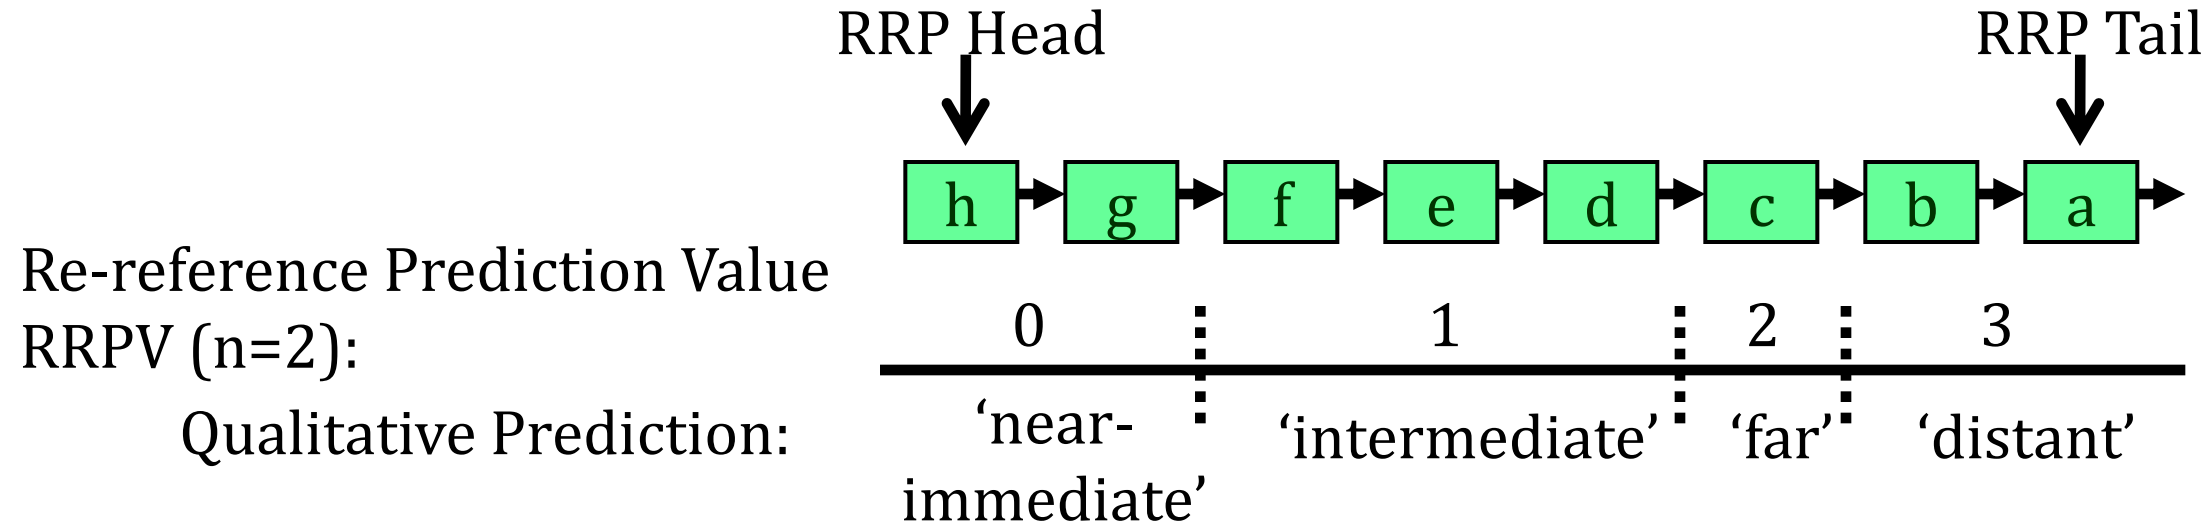 RRP Head RRP Tail
h g f e d c b a
Re-reference Prediction Value
RRPV (n=2): 0 1 2 3
Qualitative Prediction: ‘near- ‘intermediate’ ‘far’ ‘distant’
immediate’